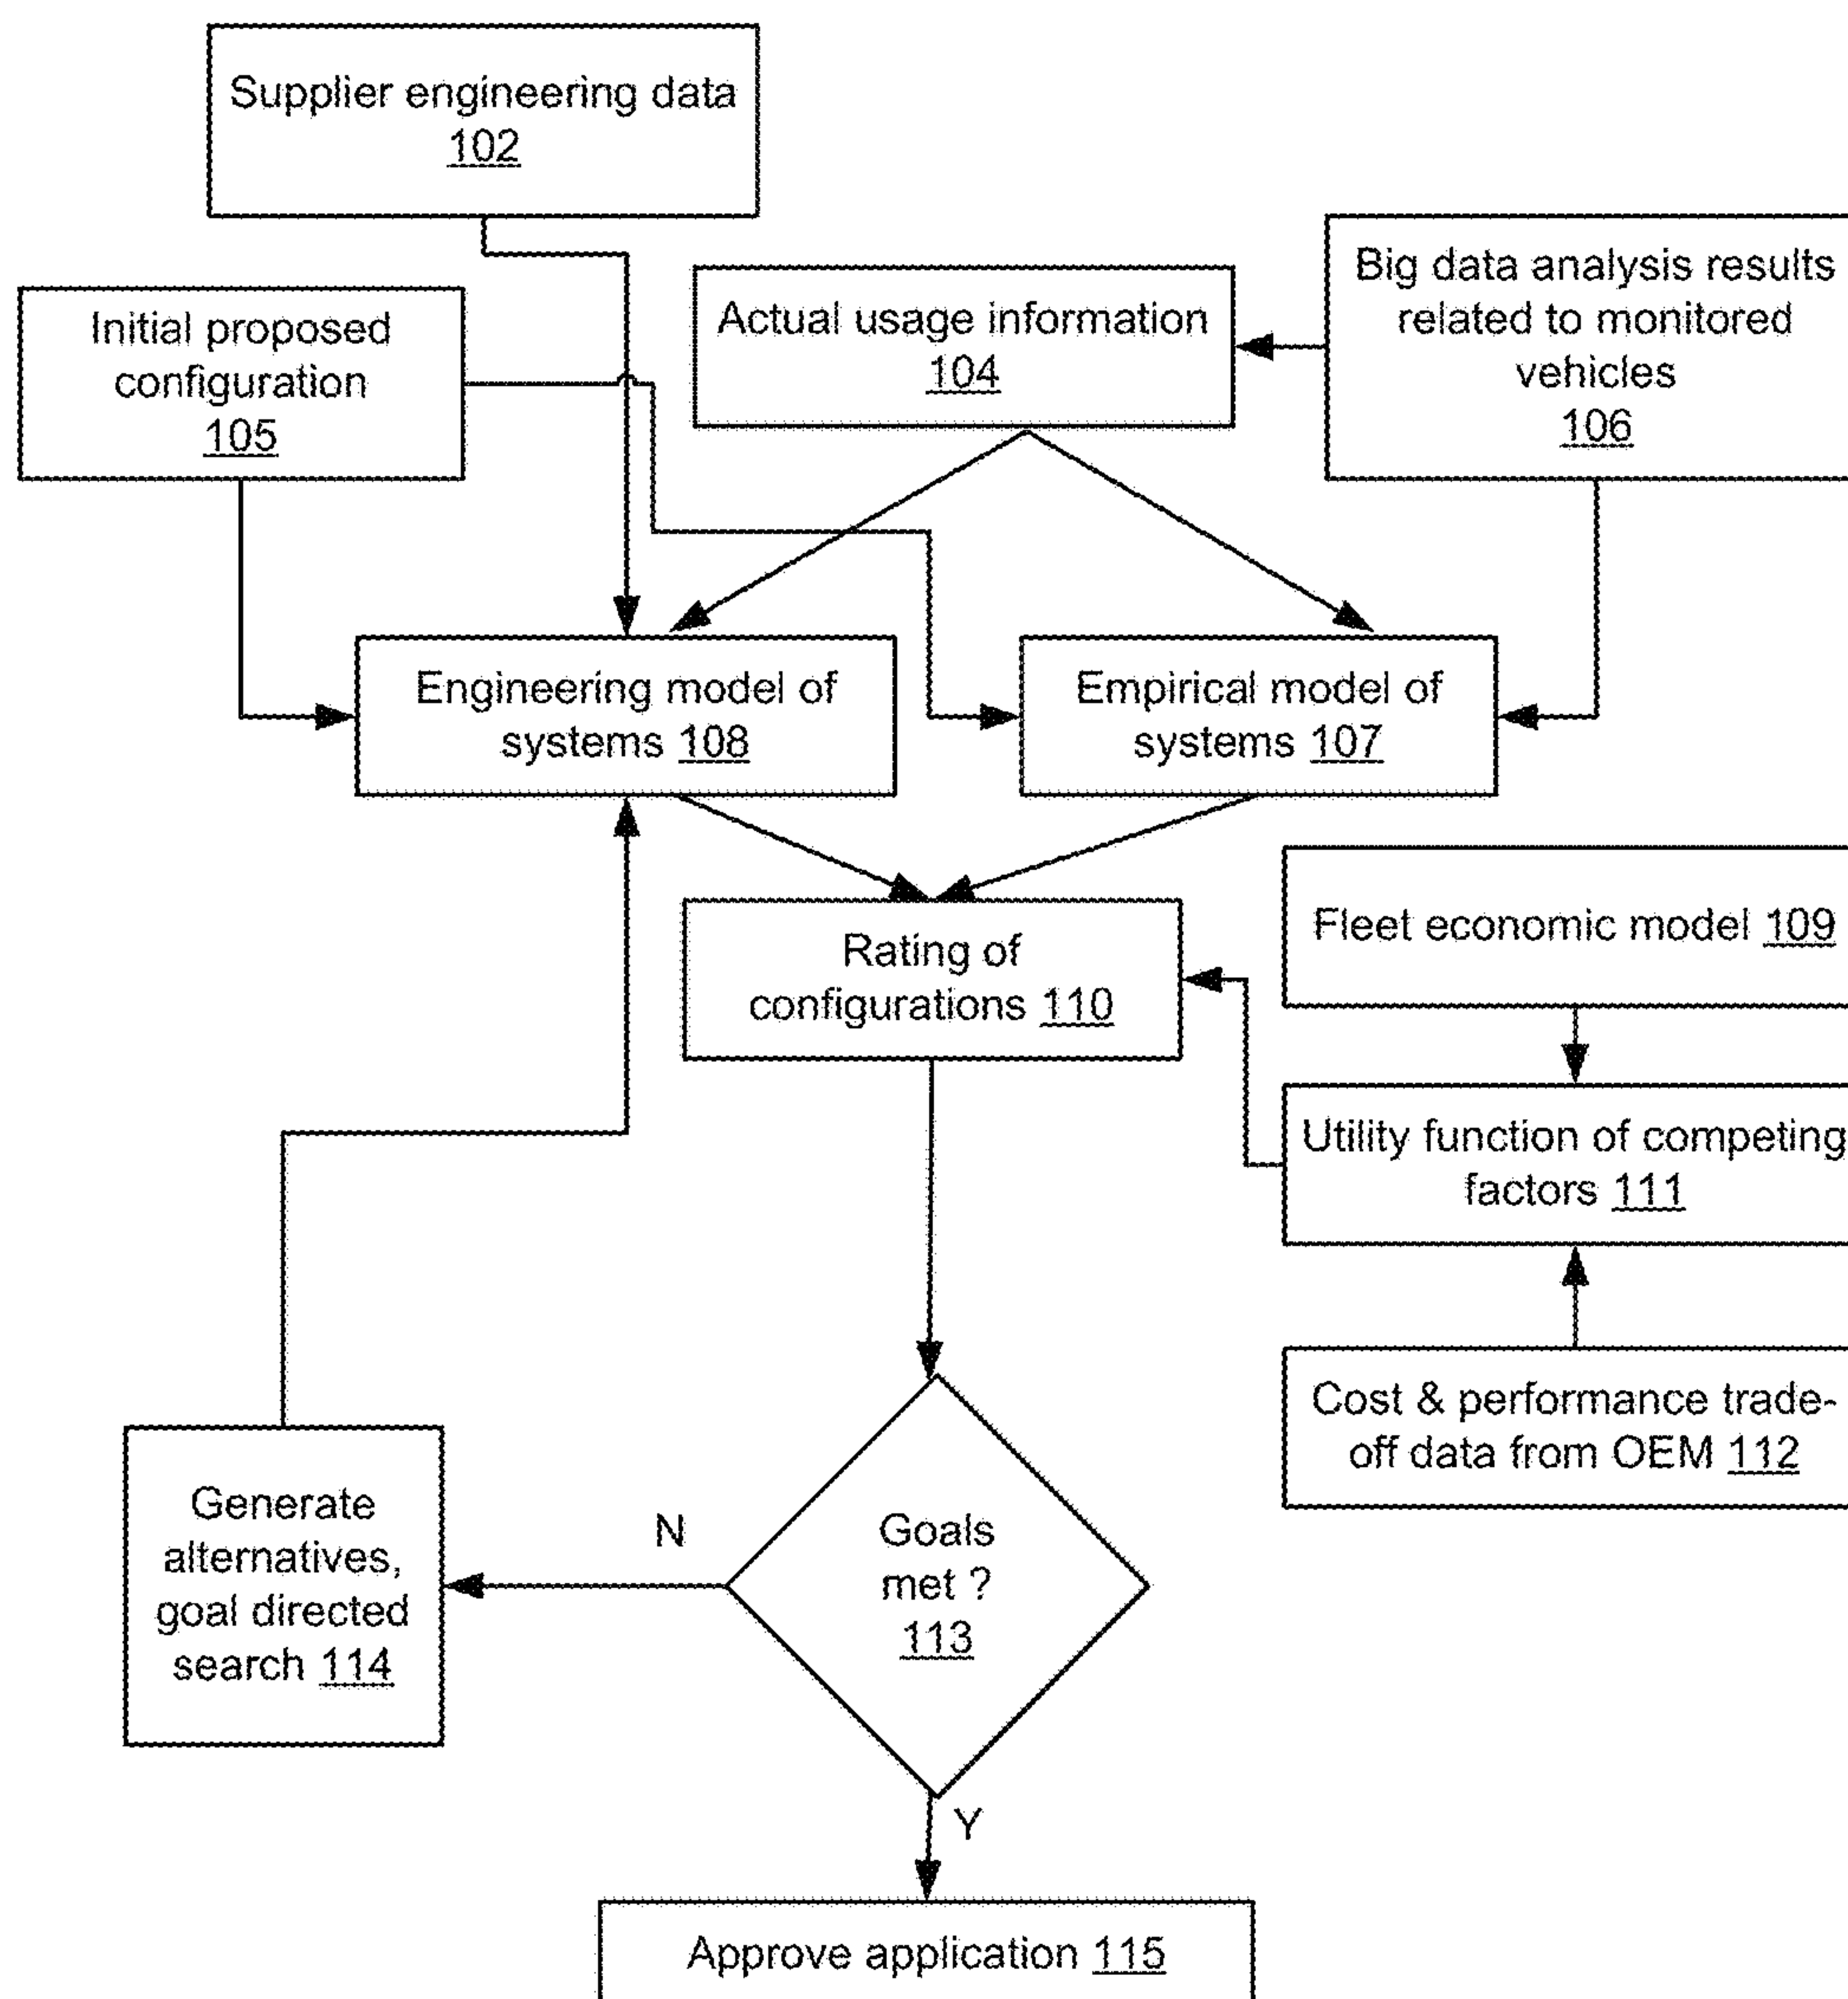 Supplier engineering data
102
Initial proposed
configuration
105
Actual usage information
104
Big data analysis results
related to monitored
vehicles
106
Engineering model of
systems 108
Empirical model of
systems 107
Rating of
configurations 110
Fleet economic model 109
Utility function of competing
factors 111
Cost & performance trade-
off data from OEM 112
Generate
alternatives,
goal directed
search 114
N
Goals
met ?
113
Y
Approve application 115